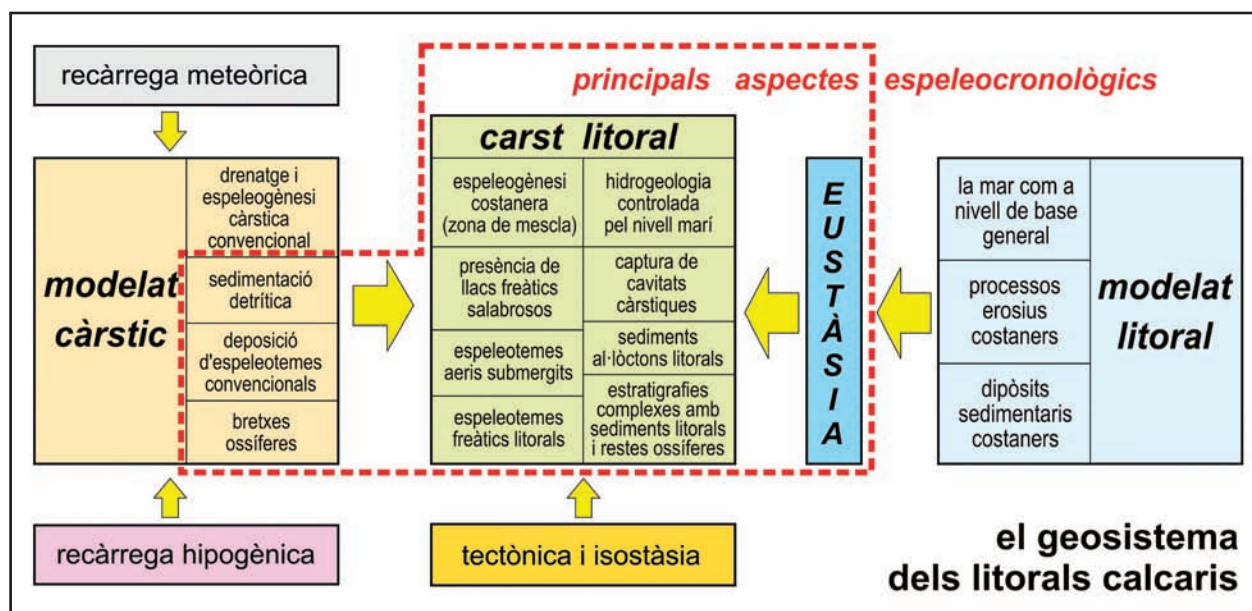 recàrrega meteòrica
principals aspectes espeleocronològics
modelat
càrstic
drenatge i
espeleogènesi
càrstica
convencional
sedimentació
detrítica
deposició
d'espeleotemes
convencionals
bretxes
ossíferes
carst litoral
espeleogènesi
costanera
(zona de mescla)
presència de
llacs freàtics
salabrosos
espeleotemes
aeris submergits
espeleotemes
freàtics litorals
hidrogeologia
controlada
pel nivell marí
captura de
cavitats
càrstiques
sediments
al·lòctons litorals
estratigrafies
complexes amb
sediments litorals
i restes ossíferes
EUSTÀSIA
la mar com a
nivell de base
general
processos
erosius
costaners
dipòsits
sedimentaris
costaners
modelat
litoral
recàrrega hipogènica
tectònica i isostàsia
el geosistema
dels litorals calcaris